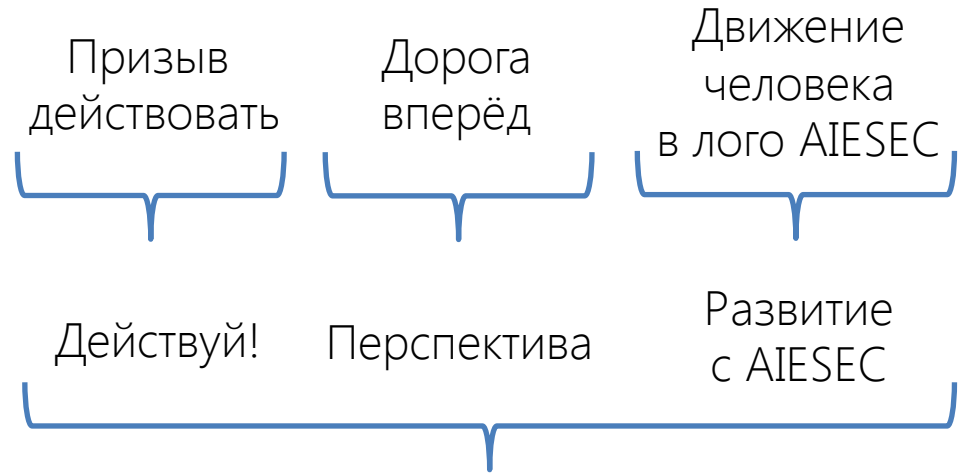 Призыв
действовать
Дорога
вперёд
Движение
человека
в лого AIESEC
Действуй!
Перспектива
Развитие
с AIESEC